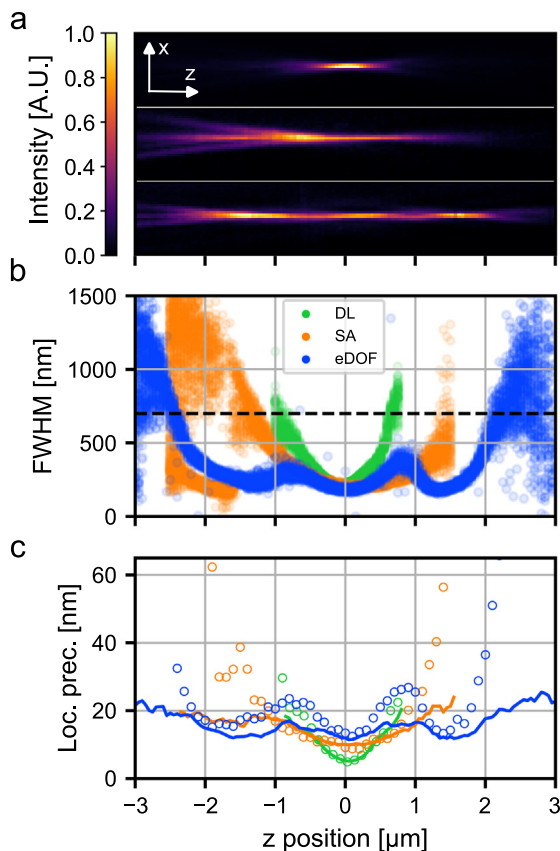 a
Intensity [A.U.]
1.0
0.8
0.6
0.4
0.2
0.0
x
z
b
FWHM [nm]
1500
1000
500
0
DL
SA
eDOF
c
Loc. prec. [nm]
60
40
20
0
−3 −2 −1 0 1 2 3
z position [μm]